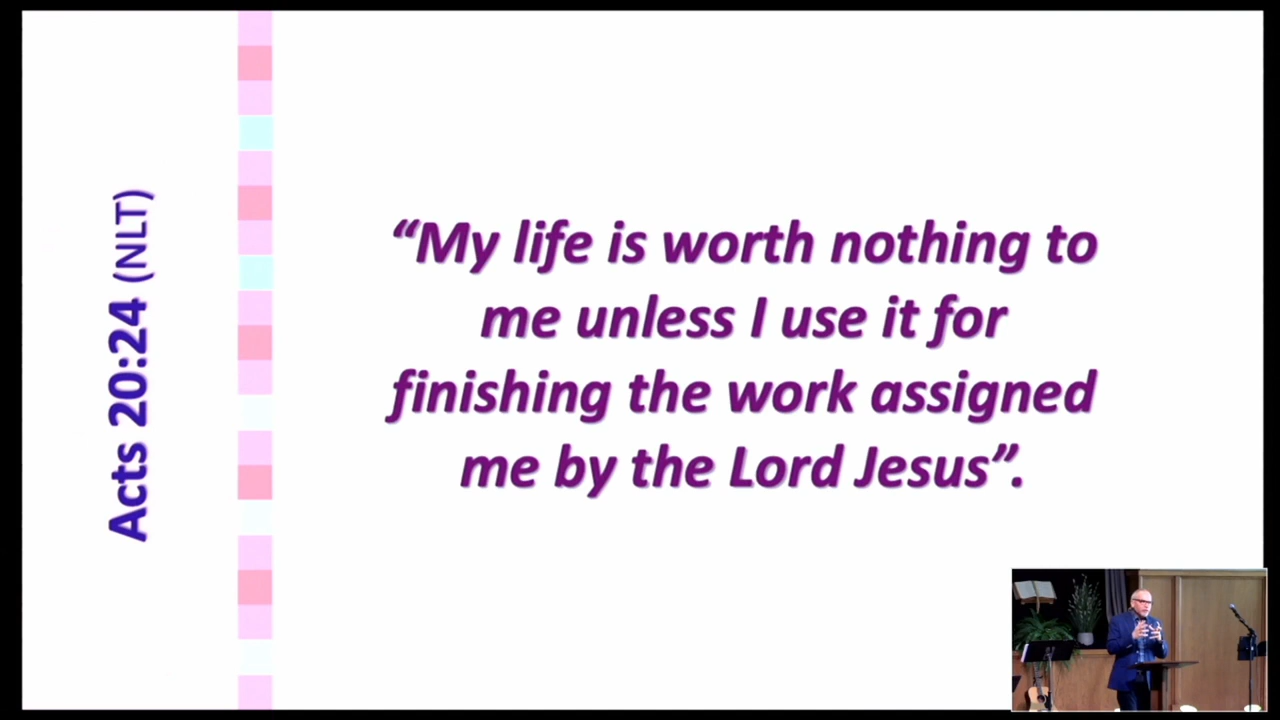 Acts 20:24 (NLT)
“My life is worth nothing to
me unless I use it for
finishing the work assigned
me by the Lord Jesus”.